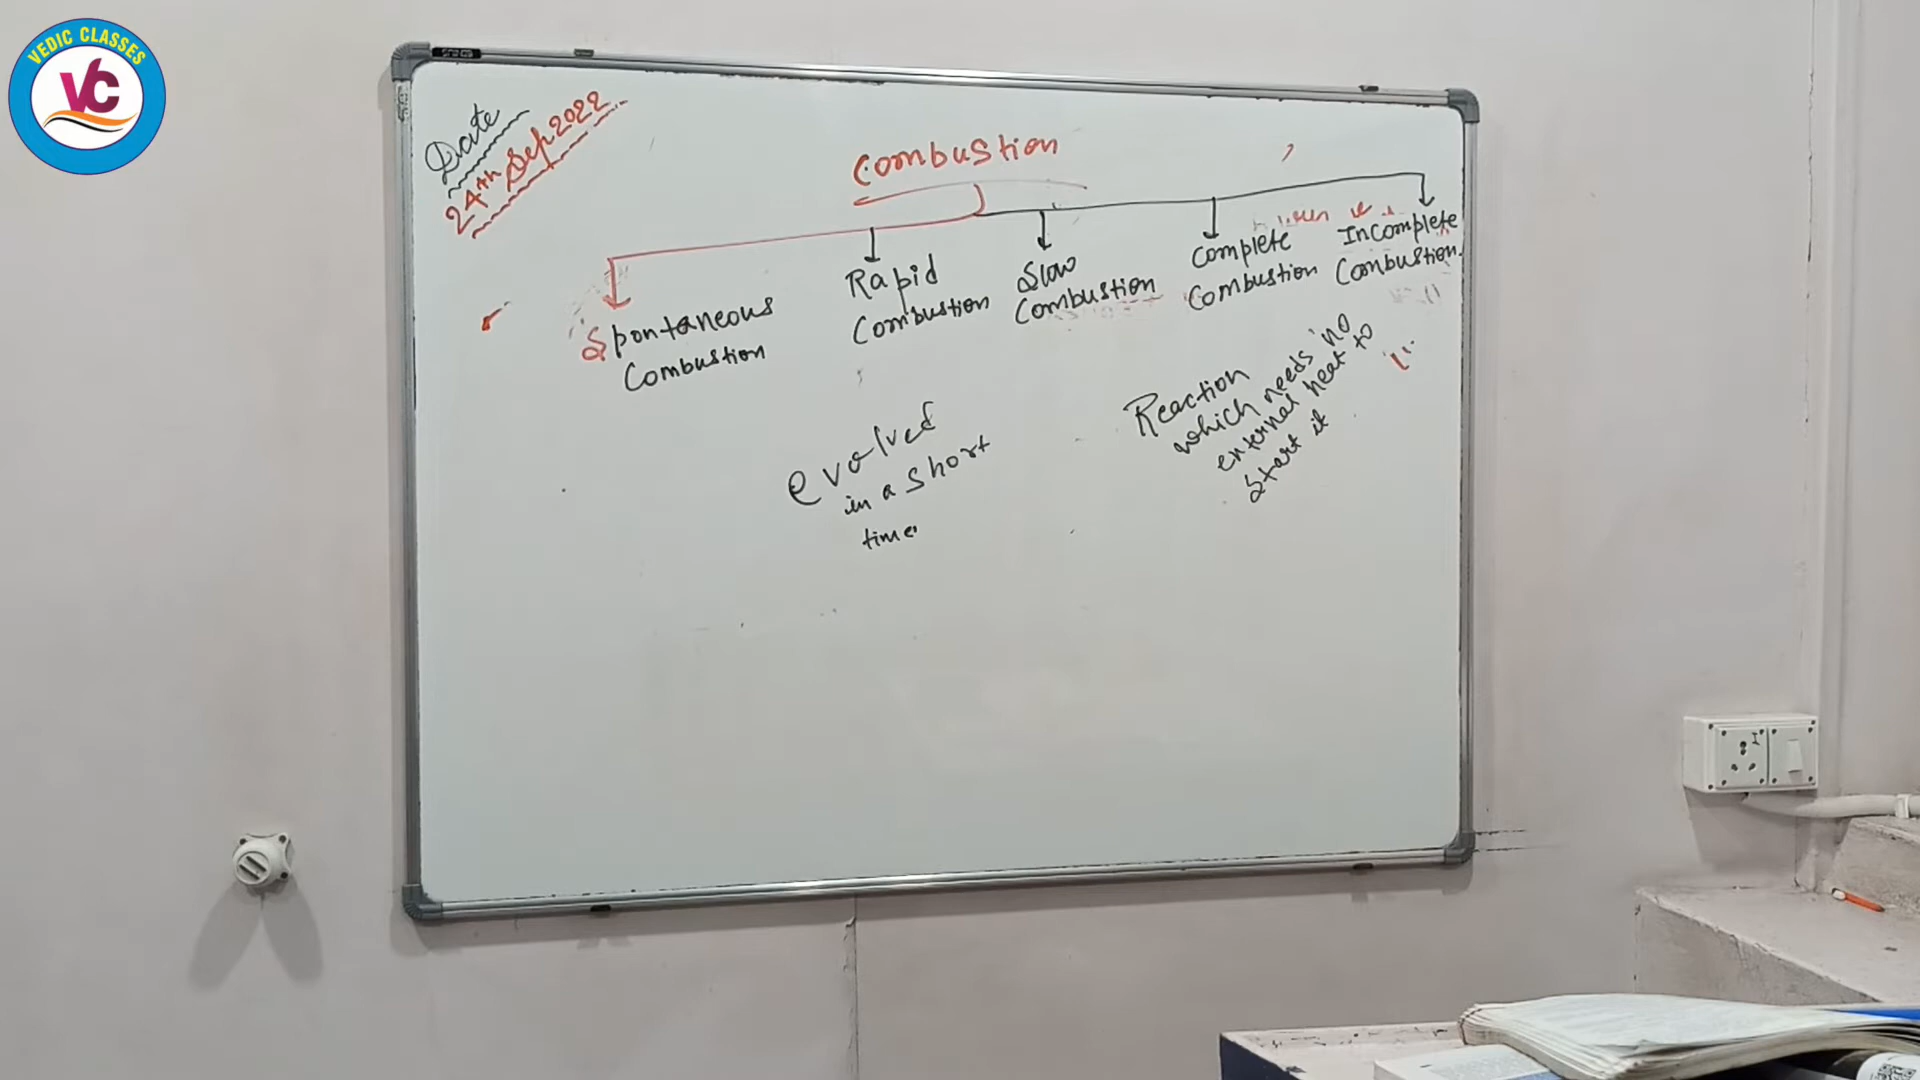 VEDIC CLASSES
VC
Date
24th Sep 2022
Combustion
Spontaneous
Combustion
Rapid
Combustion
Slow
Combustion
Complete
Combustion
Incomplete
Combustion.
evolved
in a short
time
Reaction
which needs no
external heat to
Start it